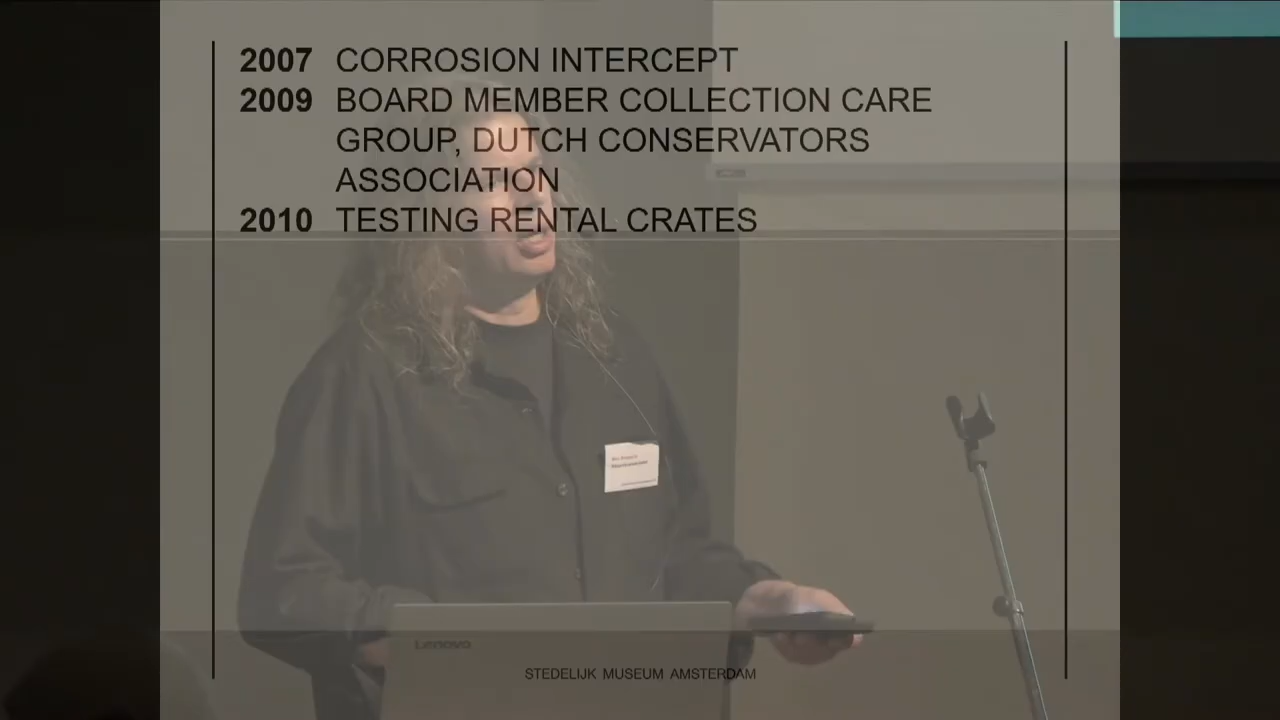 2007 CORROSION INTERCEPT
2009 BOARD MEMBER COLLECTION CARE
GROUP, DUTCH CONSERVATORS
ASSOCIATION
2010 TESTING RENTAL CRATES
Lenovo
STEDELIJK MUSEUM AMSTERDAM